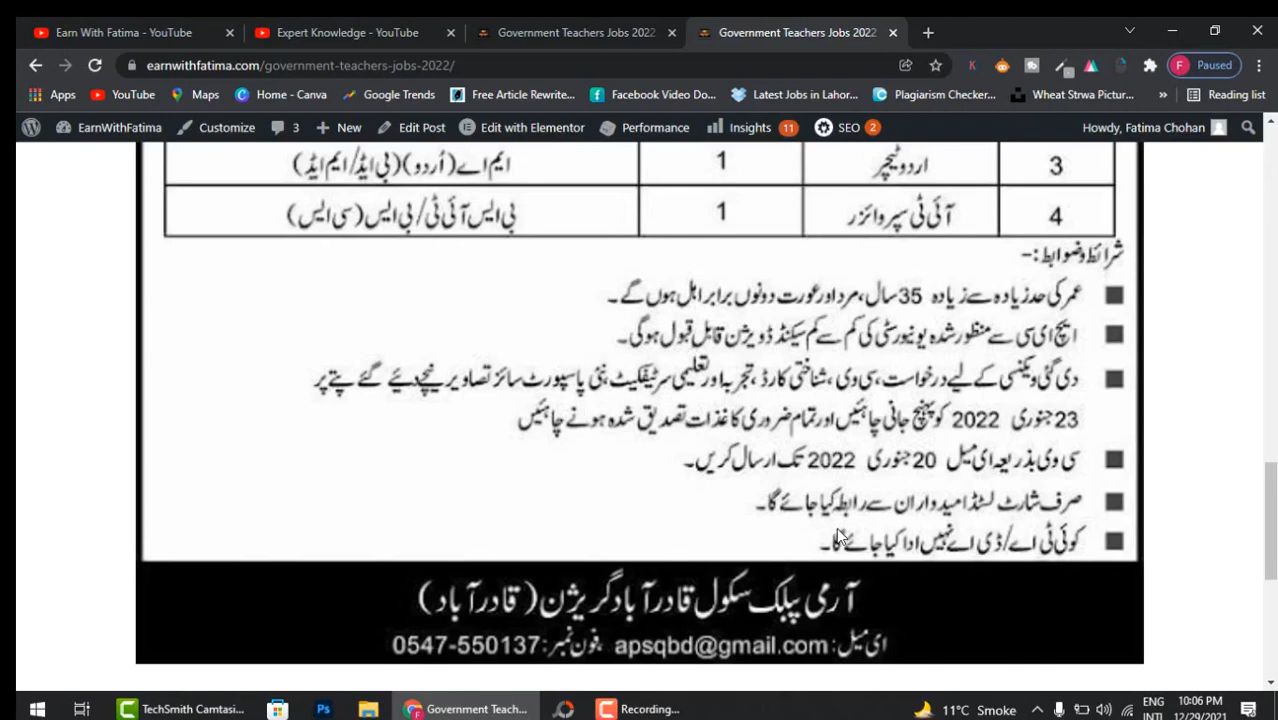 Earn With Fatima - YouTube
Expert Knowledge - YouTube
Government Teachers Jobs 2022
Government Teachers Jobs 2022
earnwithfatima.com/government-teachers-jobs-2022/
K
F Paused
Apps
YouTube
Maps
Home - Canva
Google Trends
Free Article Rewrite...
Facebook Video Do...
Latest Jobs in Lahor...
Plagiarism Checker...
Wheat Strwa Pictur...
»
Reading list
EarnWithFatima
Customize
3
New
Edit Post
Edit with Elementor
Performance
Insights 11
SEO 2
Howdy, Fatima Chohan
3 اردو ٹیچر 1 ایم اے (اُردو) (بی ایڈ/ایم ایڈ)
4 آئی ٹی سپروائزر 1 بی ایس آئی ٹی/بی ایس (سی ایس)
شرائط و ضوابط:-
عمر کی حد زیادہ سے زیادہ 35 سال، مرد اور عورت دونوں برابر اہل ہوں گے۔
ایچ ای سی سے منظور شدہ یونیورسٹی کی کم سے کم سیکنڈ ڈویژن قابل قبول ہوگی۔
دی گئی ویکنسی کے لیے درخواست، سی وی، شناختی کارڈ، تجربہ اور تعلیمی سرٹیفکیٹ، نئی پاسپورٹ سائز تصاویر نیچے دیئے گئے پتے پر
23 جنوری 2022 کو پہنچ جانی چاہئیں اور تمام ضروری کاغذات تصدیق شدہ ہونے چاہئیں
سی وی بذریعہ ای میل 20 جنوری 2022 تک ارسال کریں۔
صرف شارٹ لسٹڈ امیدواران سے رابطہ کیا جائے گا۔
کوئی ٹی اے/ڈی اے نہیں ادا کیا جائے گا۔
آرمی پبلک سکول قادر آباد گریژن (قادر آباد)
ای میل: apsqbd@gmail.com، فون نمبر: 0547-550137
TechSmith Camtasi...
Ps
Government Teach...
Recording...
11°C Smoke
ENG
INTL
10:06 PM
12/29/2021